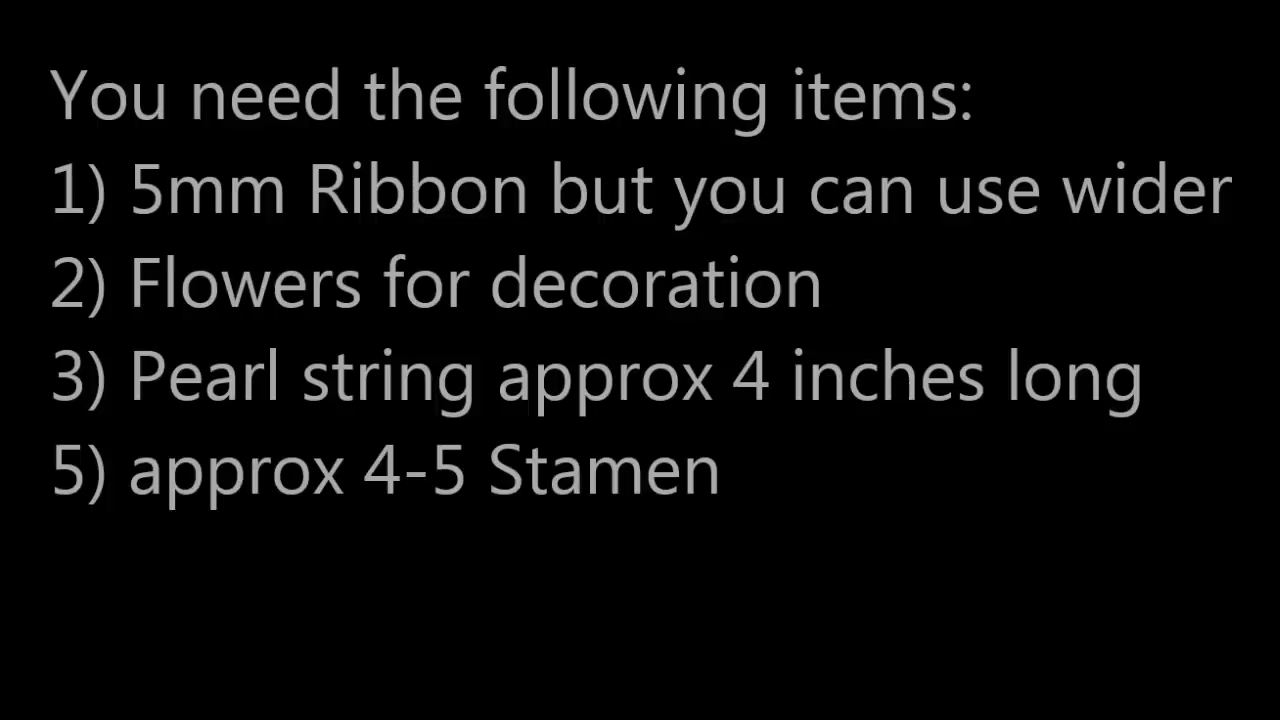 You need the following items:
1) 5mm Ribbon but you can use wider
2) Flowers for decoration
3) Pearl string approx 4 inches long
5) approx 4-5 Stamen